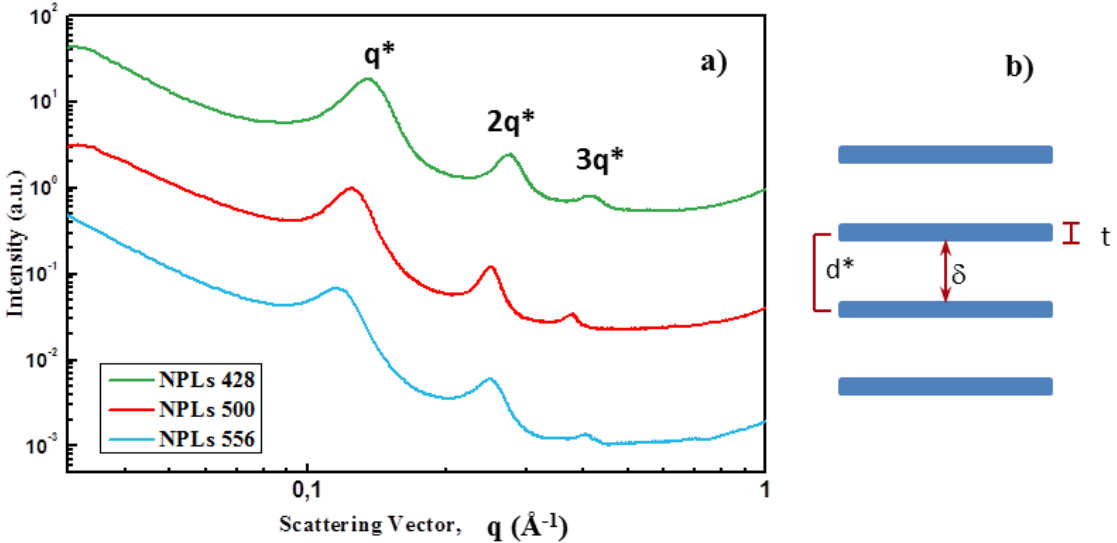 10²
10¹
10⁰
10⁻¹
10⁻²
10⁻³
Intensity (a.u.)
q*
2q*
3q*
a)
NPLs 428
NPLs 500
NPLs 556
0,1
1
Scattering Vector, q (Å⁻¹)
b)
t
d*
δ